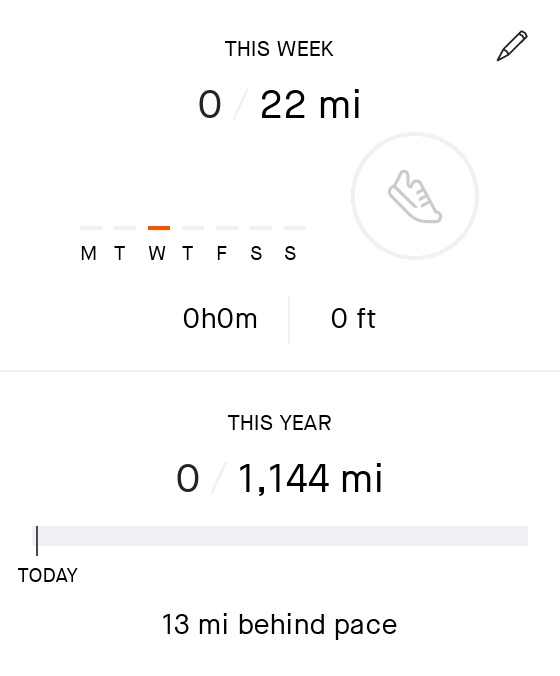 THIS WEEK
0 / 22 mi
M T W T F S S
0h0m 0 ft
THIS YEAR
0 / 1,144 mi
TODAY
13 mi behind pace